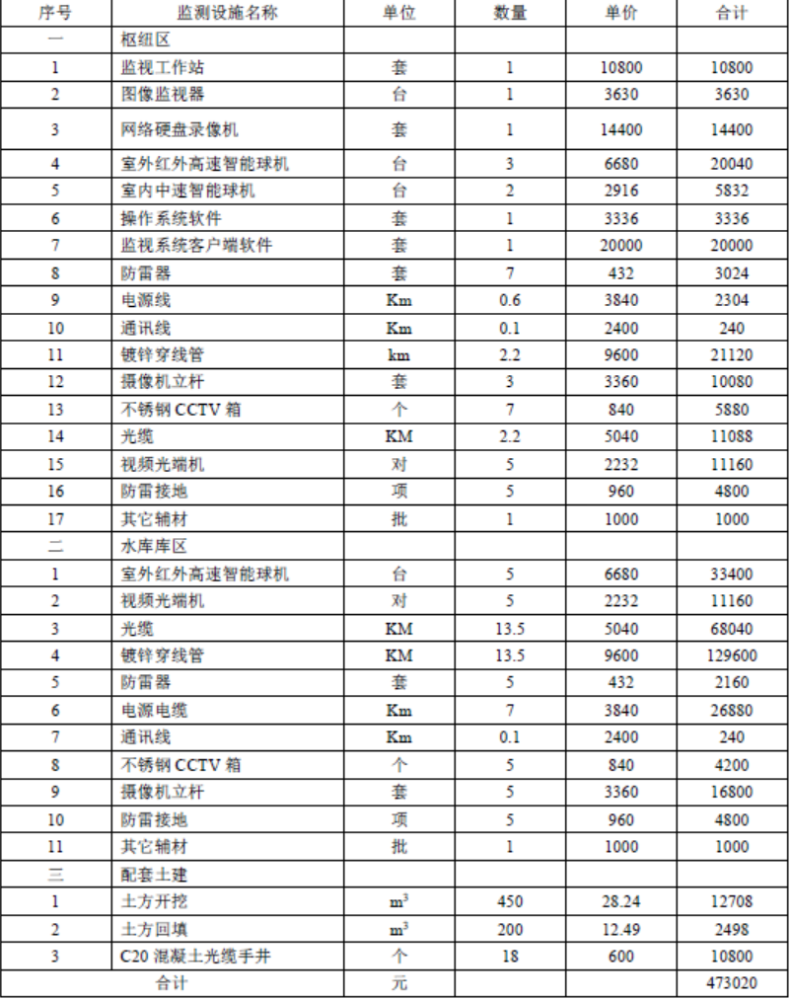 序号 监测设施名称 单位 数量 单价 合计
一 枢纽区
1 监视工作站 套 1 10800 10800
2 图像监视器 台 1 3630 3630
3 网络硬盘录像机 套 1 14400 14400
4 室外红外高速智能球机 台 3 6680 20040
5 室内中速智能球机 台 2 2916 5832
6 操作系统软件 套 1 3336 3336
7 监视系统客户端软件 套 1 20000 20000
8 防雷器 套 7 432 3024
9 电源线 Km 0.6 3840 2304
10 通讯线 Km 0.1 2400 240
11 镀锌穿线管 km 2.2 9600 21120
12 摄像机立杆 套 3 3360 10080
13 不锈钢 CCTV 箱 个 7 840 5880
14 光缆 KM 2.2 5040 11088
15 视频光端机 对 5 2232 11160
16 防雷接地 项 5 960 4800
17 其它辅材 批 1 1000 1000
二 水库库区
1 室外红外高速智能球机 台 5 6680 33400
2 视频光端机 对 5 2232 11160
3 光缆 KM 13.5 5040 68040
4 镀锌穿线管 KM 13.5 9600 129600
5 防雷器 套 5 432 2160
6 电源电缆 Km 7 3840 26880
7 通讯线 Km 0.1 2400 240
8 不锈钢 CCTV 箱 个 5 840 4200
9 摄像机立杆 套 5 3360 16800
10 防雷接地 项 5 960 4800
11 其它辅材 批 1 1000 1000
三 配套土建
1 土方开挖 m³ 450 28.24 12708
2 土方回填 m³ 200 12.49 2498
3 C20 混凝土光缆手井 个 18 600 10800
合计 元 473020